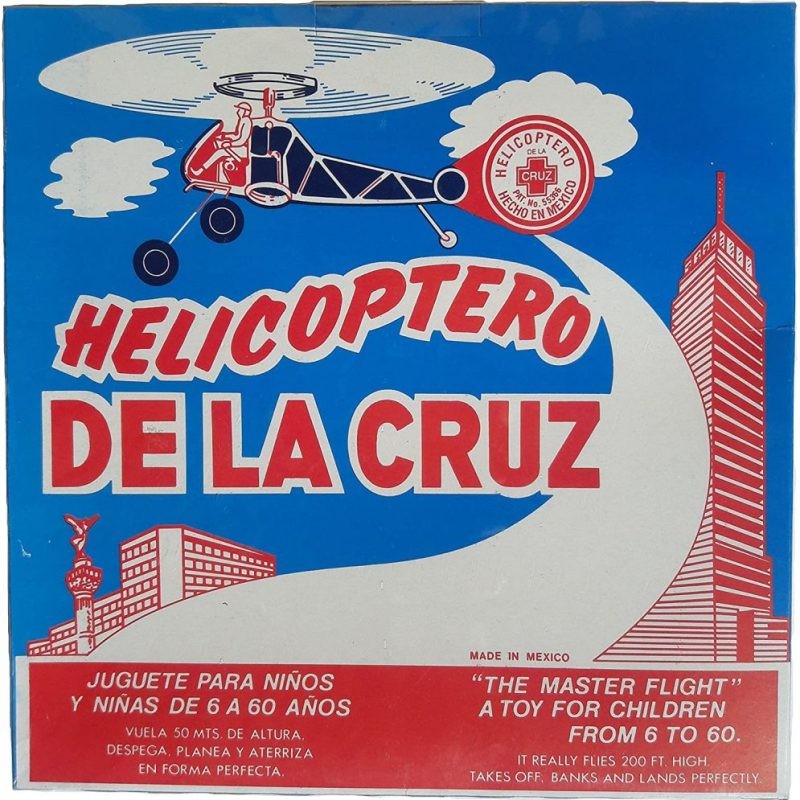 HELICOPTERO
DE LA
CRUZ
PAT. No. 55366
HECHO EN MEXICO
HELICOPTERO
DE LA CRUZ
MADE IN MEXICO
JUGUETE PARA NIÑOS
Y NIÑAS DE 6 A 60 AÑOS
VUELA 50 MTS. DE ALTURA,
DESPEGA, PLANEA Y ATERRIZA
EN FORMA PERFECTA.
"THE MASTER FLIGHT"
A TOY FOR CHILDREN
FROM 6 TO 60.
IT REALLY FLIES 200 FT. HIGH.
TAKES OFF, BANKS AND LANDS PERFECTLY.